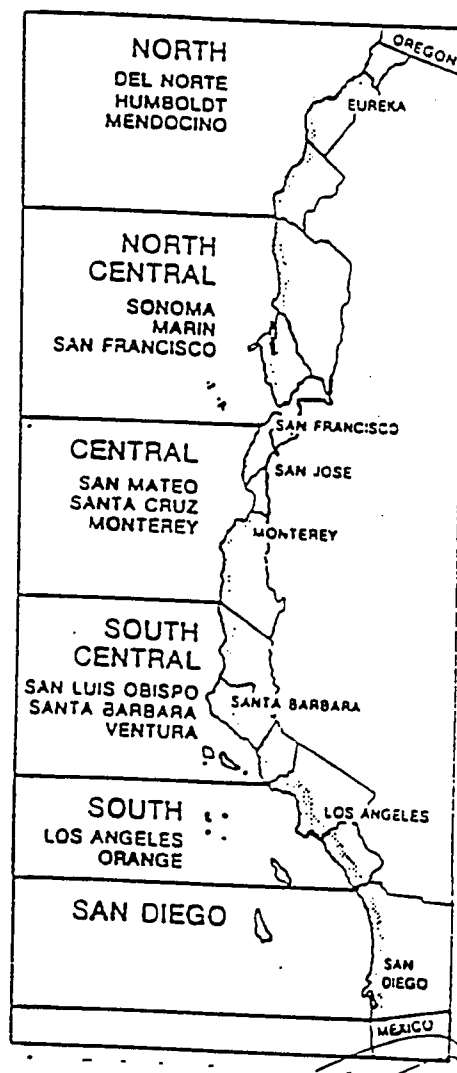 OREGON
NORTH
DEL NORTE
HUMBOLDT
MENDOCINO
EUREKA
NORTH
CENTRAL
SONOMA
MARIN
SAN FRANCISCO
SAN FRANCISCO
CENTRAL
SAN MATEO
SANTA CRUZ
MONTEREY
SAN JOSE
MONTEREY
SOUTH
CENTRAL
SAN LUIS OBISPO
SANTA BARBARA
VENTURA
SANTA BARBARA
SOUTH
LOS ANGELES
ORANGE
LOS ANGELES
SAN DIEGO
SAN
DIEGO
MEXICO